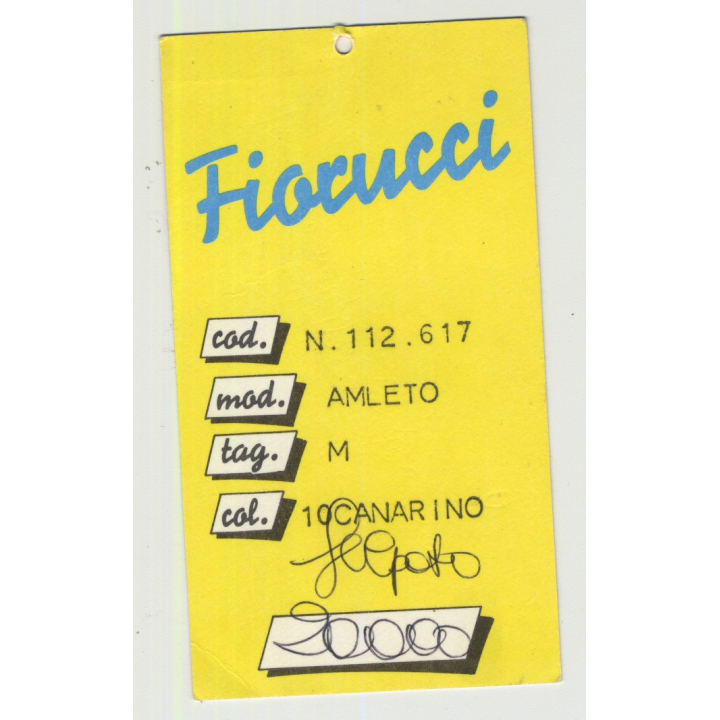 Fiorucci
cod. N.112.617
mod. AMLETO
tag. M
col. 10CANARINO
20000